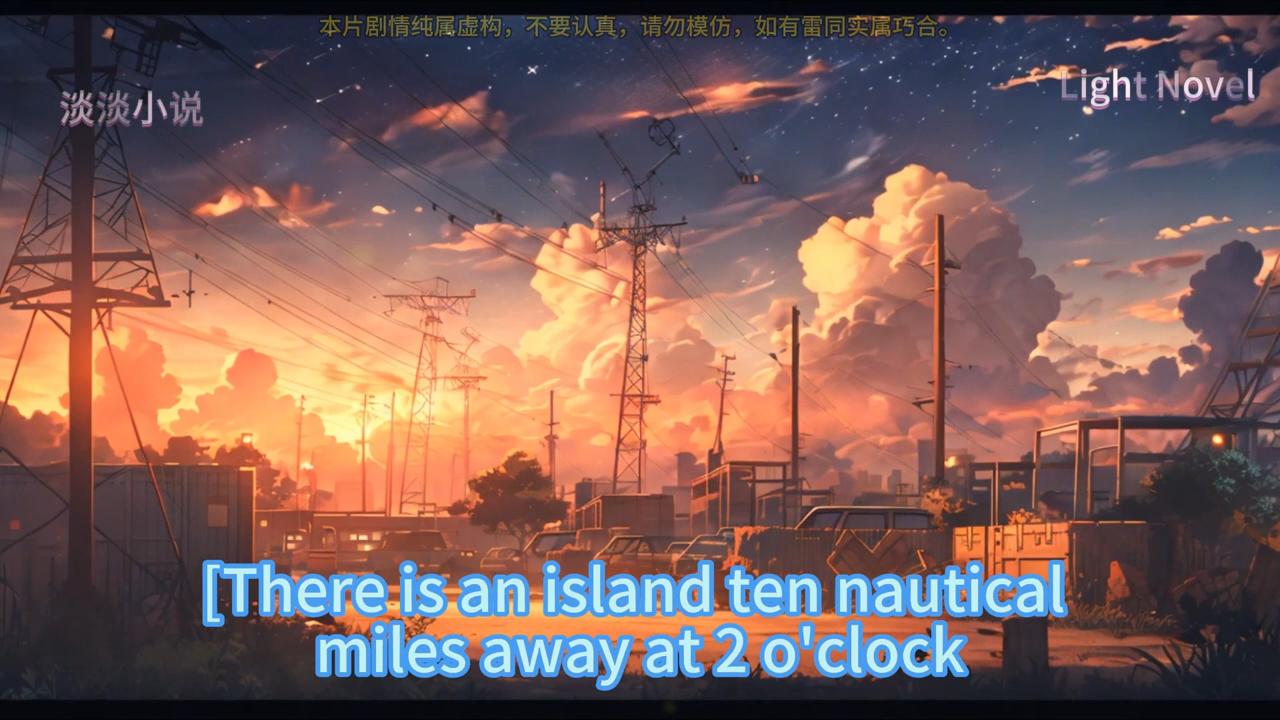 本片剧情纯属虚构，不要认真，请勿模仿，如有雷同实属巧合。
淡淡小说
Light Novel
[There is an island ten nautical
miles away at 2 o'clock